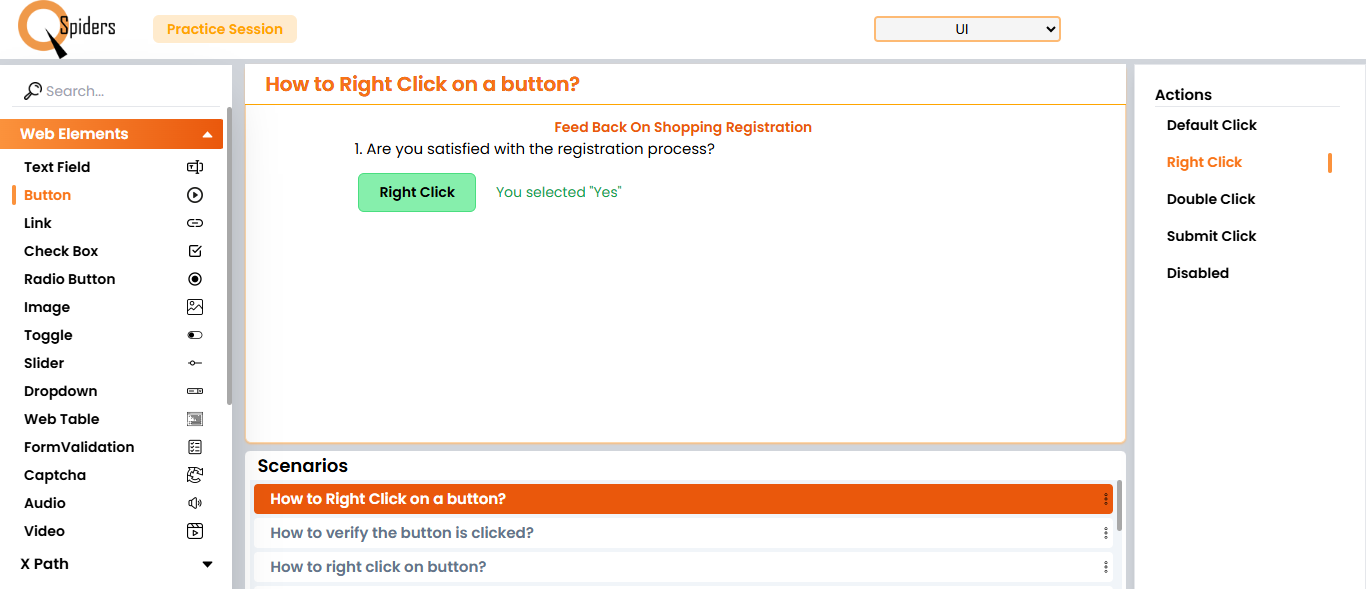 Spiders
Practice Session
UI
Search...
Web Elements
Text Field
Button
Link
Check Box
Radio Button
Image
Toggle
Slider
Dropdown
Web Table
FormValidation
Captcha
Audio
Video
X Path
How to Right Click on a button?
Feed Back On Shopping Registration
1. Are you satisfied with the registration process?
Right Click
You selected "Yes"
Scenarios
How to Right Click on a button?
How to verify the button is clicked?
How to right click on button?
Actions
Default Click
Right Click
Double Click
Submit Click
Disabled